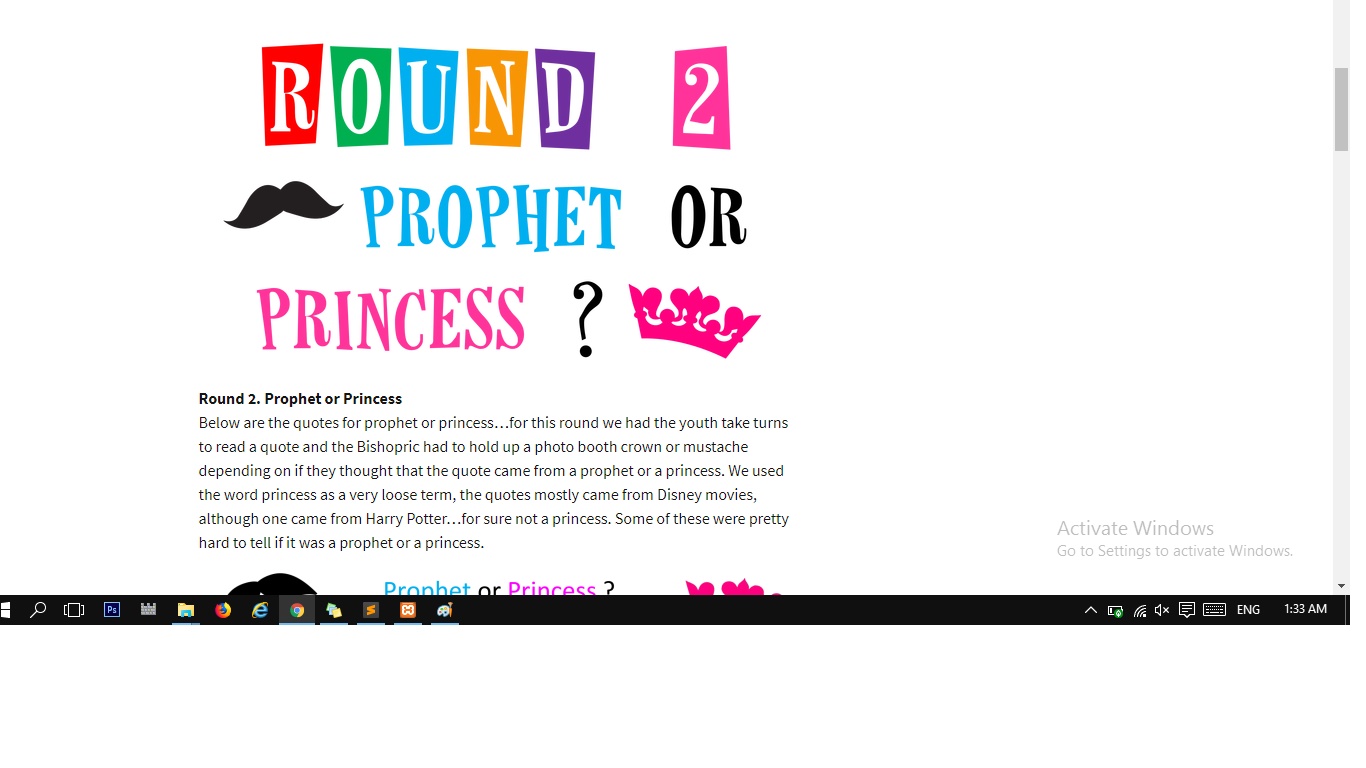 ROUND 2
PROPHET OR
PRINCESS ?
Round 2. Prophet or Princess
Below are the quotes for prophet or princess…for this round we had the youth take turns
to read a quote and the Bishopric had to hold up a photo booth crown or mustache
depending on if they thought that the quote came from a prophet or a princess. We used
the word princess as a very loose term, the quotes mostly came from Disney movies,
although one came from Harry Potter…for sure not a princess. Some of these were pretty
hard to tell if it was a prophet or a princess.
Activate Windows
Go to Settings to activate Windows.
Prophet or Princess ?
Ps
ENG
1:33 AM